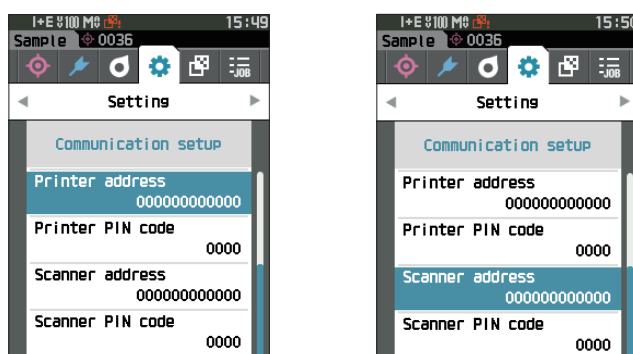 I+E 100 M 15:49
Sample 0036
-JOB
Setting
Communication setup
Printer address
000000000000
Printer PIN code
0000
Scanner address
000000000000
Scanner PIN code
0000
I+E 100 M 15:50
Sample 0036
-JOB
Setting
Communication setup
Printer address
000000000000
Printer PIN code
0000
Scanner address
000000000000
Scanner PIN code
0000